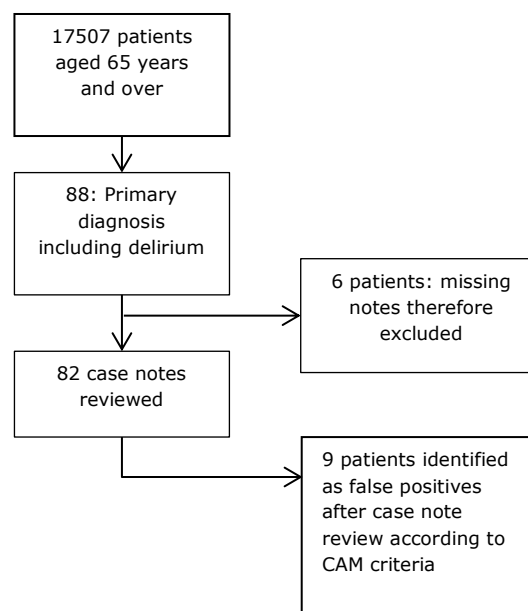 17507 patients
aged 65 years
and over
88: Primary
diagnosis
including delirium
6 patients: missing
notes therefore
excluded
82 case notes
reviewed
9 patients identified
as false positives
after case note
review according to
CAM criteria